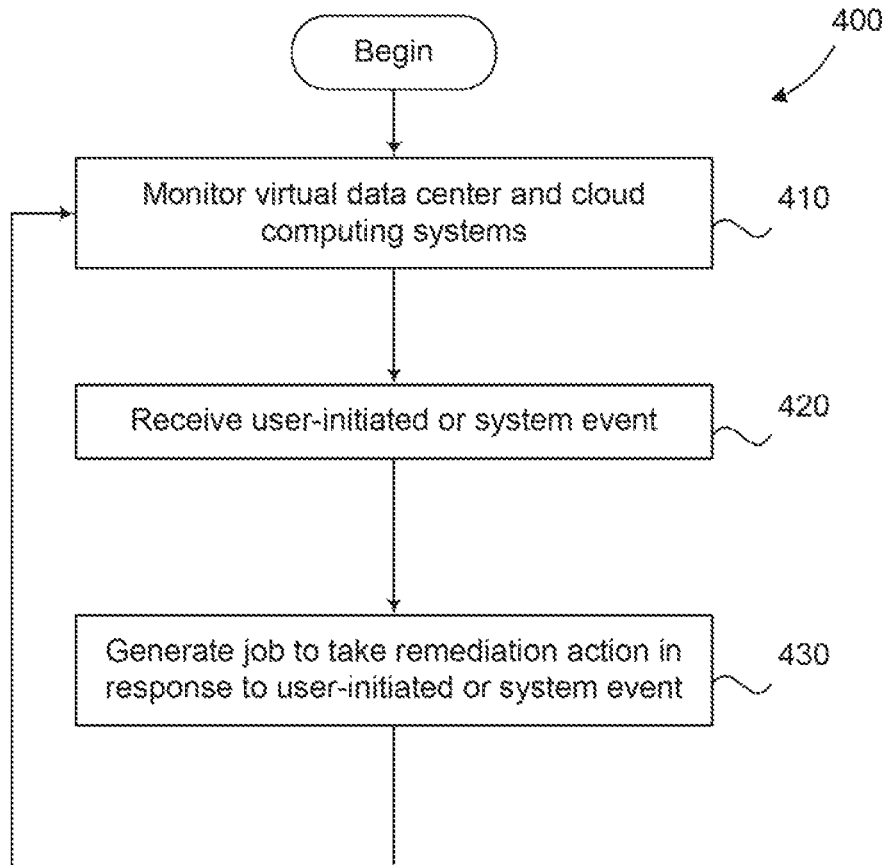 Begin
400
Monitor virtual data center and cloud
computing systems
410
Receive user-initiated or system event
420
Generate job to take remediation action in
response to user-initiated or system event
430